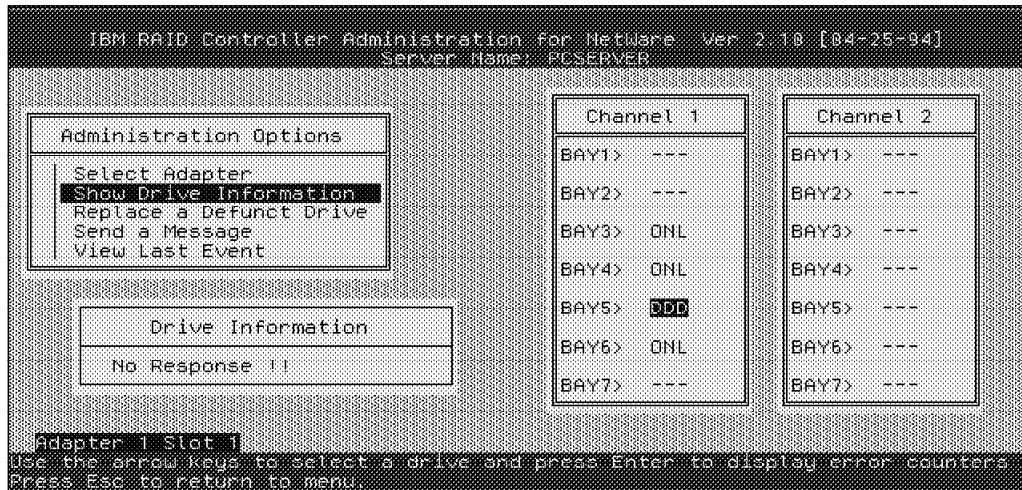 IBM RAID Controller Administration for NetWare Ver 2.10 [04-25-94]
Server Name: PCSERVER
Administration Options
Select Adapter
Show Drive Information
Replace a Defunct Drive
Send a Message
View Last Event
Drive Information
No Response !!
Channel 1
BAY1> ---
BAY2> ---
BAY3> ONL
BAY4> ONL
BAY5> DDD
BAY6> ONL
BAY7> ---
Channel 2
BAY1> ---
BAY2> ---
BAY3> ---
BAY4> ---
BAY5> ---
BAY6> ---
BAY7> ---
Adapter 1 Slot 1
Use the arrow keys to select a drive and press Enter to display error counters
Press Esc to return to menu.